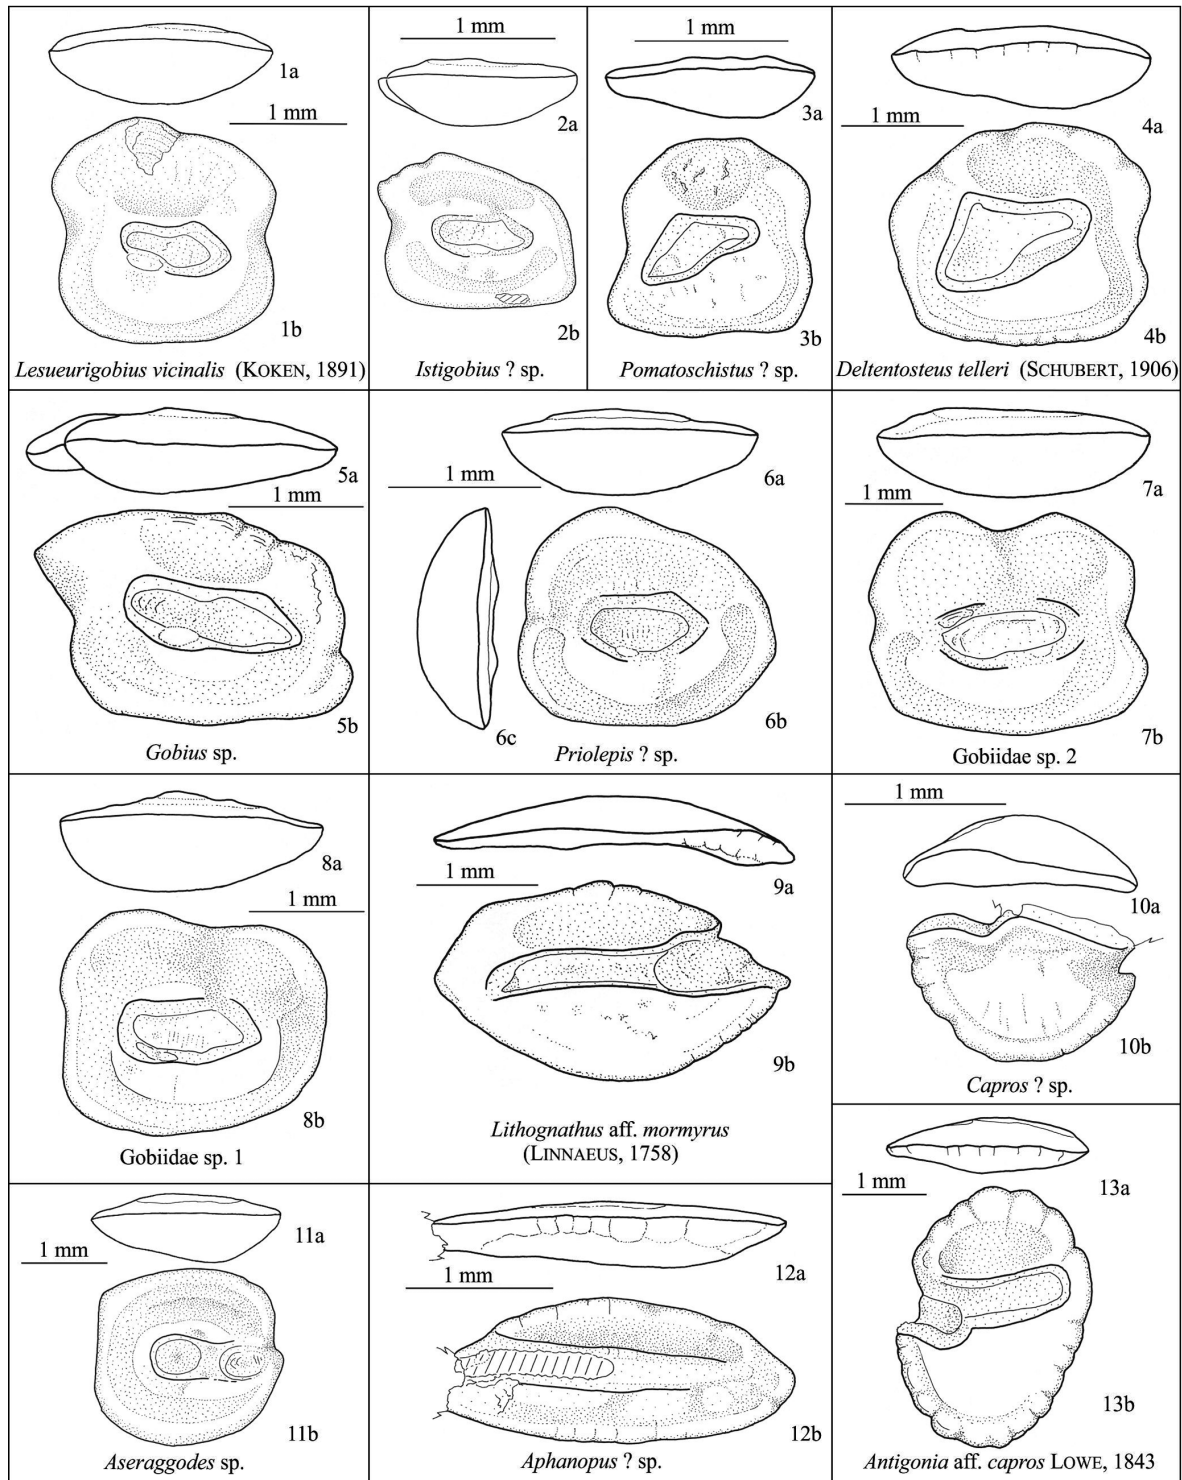 1a
1 mm
1b
Lesueurigobius vicinalis (KOKEN, 1891)
1 mm
2a
2b
Istigobius ? sp.
1 mm
3a
3b
Pomatoschistus ? sp.
4a
1 mm
4b
Deltentosteus telleri (SCHUBERT, 1906)
5a
1 mm
5b
Gobius sp.
6a
1 mm
6b
6c
Priolepis ? sp.
7a
1 mm
7b
Gobiidae sp. 2
8a
1 mm
8b
Gobiidae sp. 1
9a
1 mm
9b
Lithognathus aff. mormyrus
(LINNAEUS, 1758)
1 mm
10a
10b
Capros ? sp.
11a
1 mm
11b
Aseraggodes sp.
12a
1 mm
12b
Aphanopus ? sp.
13a
1 mm
13b
Antigonia aff. capros LOWE, 1843